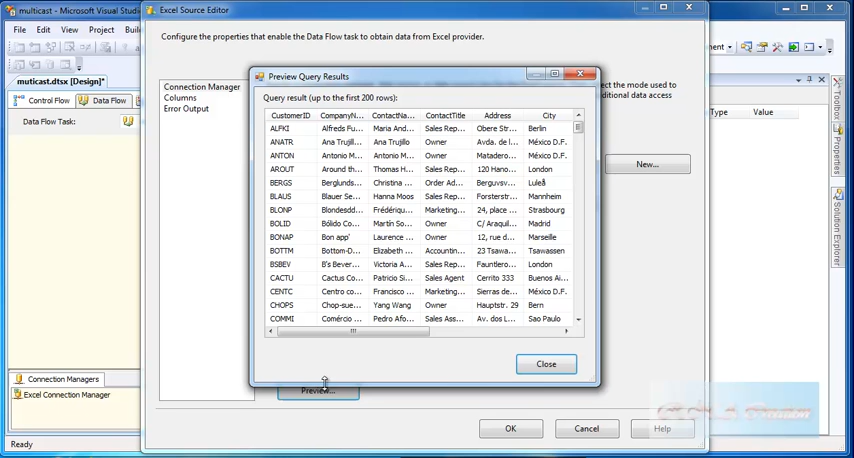 multicast - Microsoft Visual Stu
File Edit View Project Buil
muticast.dtsx [Design]*
Control Flow
Data Flow
Data Flow Task:
Connection Managers
Excel Connection Manager
Ready
Excel Source Editor
Configure the properties that enable the Data Flow task to obtain data from Excel provider.
Connection Manager
Columns
Error Output
ect the mode used
ditional data access
New...
Preview...
OK Cancel Help
Preview Query Results
Query result (up to the first 200 rows):
CustomerID CompanyN... ContactNa... ContactTitle Address City
ALFKI Alfreds Fu... Maria And... Sales Rep... Obere Str... Berlin
ANATR Ana Trujill... Ana Trujillo Owner Avda. de l... México D.F.
ANTON Antonio M... Antonio M... Owner Matadero... México D.F.
AROUT Around th... Thomas H... Sales Rep... 120 Hano... London
BERGS Berglunds... Christina ... Order Ad... Berguvsv... Luleå
BLAUS Blauer Se... Hanna Moos Sales Rep... Forsterstr... Mannheim
BLONP Blondesdd... Frédériqu... Marketing... 24, place ... Strasbourg
BOLID Bólido Co... Martín So... Owner C/ Araquil... Madrid
BONAP Bon app' Laurence ... Owner 12, rue d... Marseille
BOTTM Bottom-D... Elizabeth ... Accountin... 23 Tsawa... Tsawassen
BSBEV B's Bever... Victoria A... Sales Rep... Fauntlero... London
CACTU Cactus Co... Patricio Si... Sales Agent Cerrito 333 Buenos Ai...
CENTC Centro co... Francisco ... Marketing... Sierras de... México D.F.
CHOPS Chop-sue... Yang Wang Owner Hauptstr. 29 Bern
COMMI Comércio ... Pedro Afo... Sales Ass... Av. dos L... Sao Paulo
Close
ment
Type Value
Toolbox
Properties
Solution Explorer